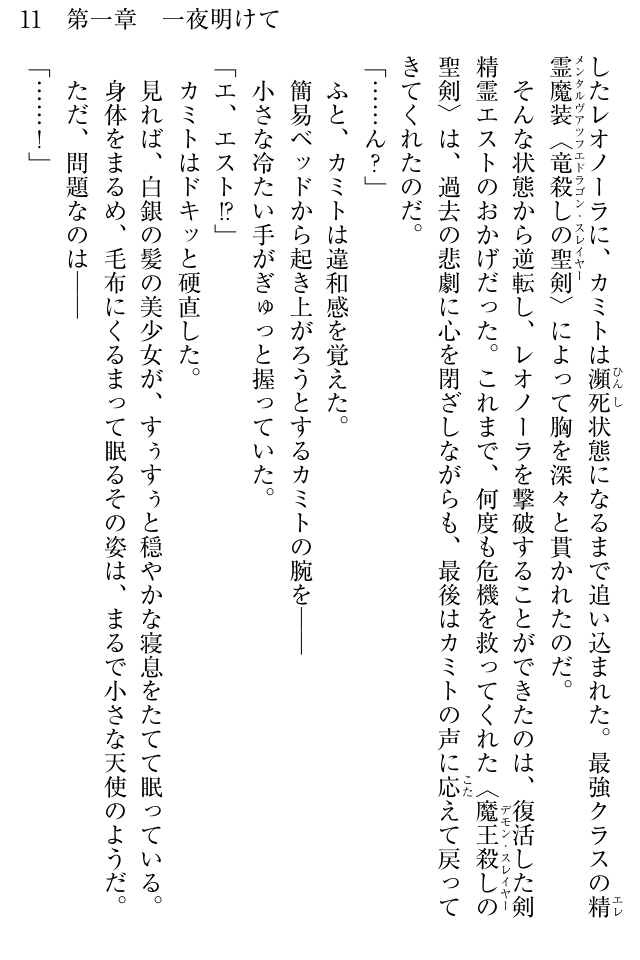 11　第一章　一夜明けて
したレオノーラに、カミトは瀕死状態になるまで追い込まれた。最強クラスの精
霊魔装〈竜殺しの聖剣〉によって胸を深々と貫かれたのだ。
そんな状態から逆転し、レオノーラを撃破することができたのは、復活した剣
精霊エストのおかげだった。これまで、何度も危機を救ってくれた〈魔王殺しの
聖剣〉は、過去の悲劇に心を閉ざしながらも、最後はカミトの声に応えて戻って
きてくれたのだ。
「……ん？」
ふと、カミトは違和感を覚えた。
簡易ベッドから起き上がろうとするカミトの腕を――
小さな冷たい手がぎゅっと握っていた。
「エ、エスト!?」
カミトはドキッと硬直した。
見れば、白銀の髪の美少女が、すぅすぅと穏やかな寝息をたてて眠っている。
身体をまるめ、毛布にくるまって眠るその姿は、まるで小さな天使のようだ。
ただ、問題なのは――
「……！」